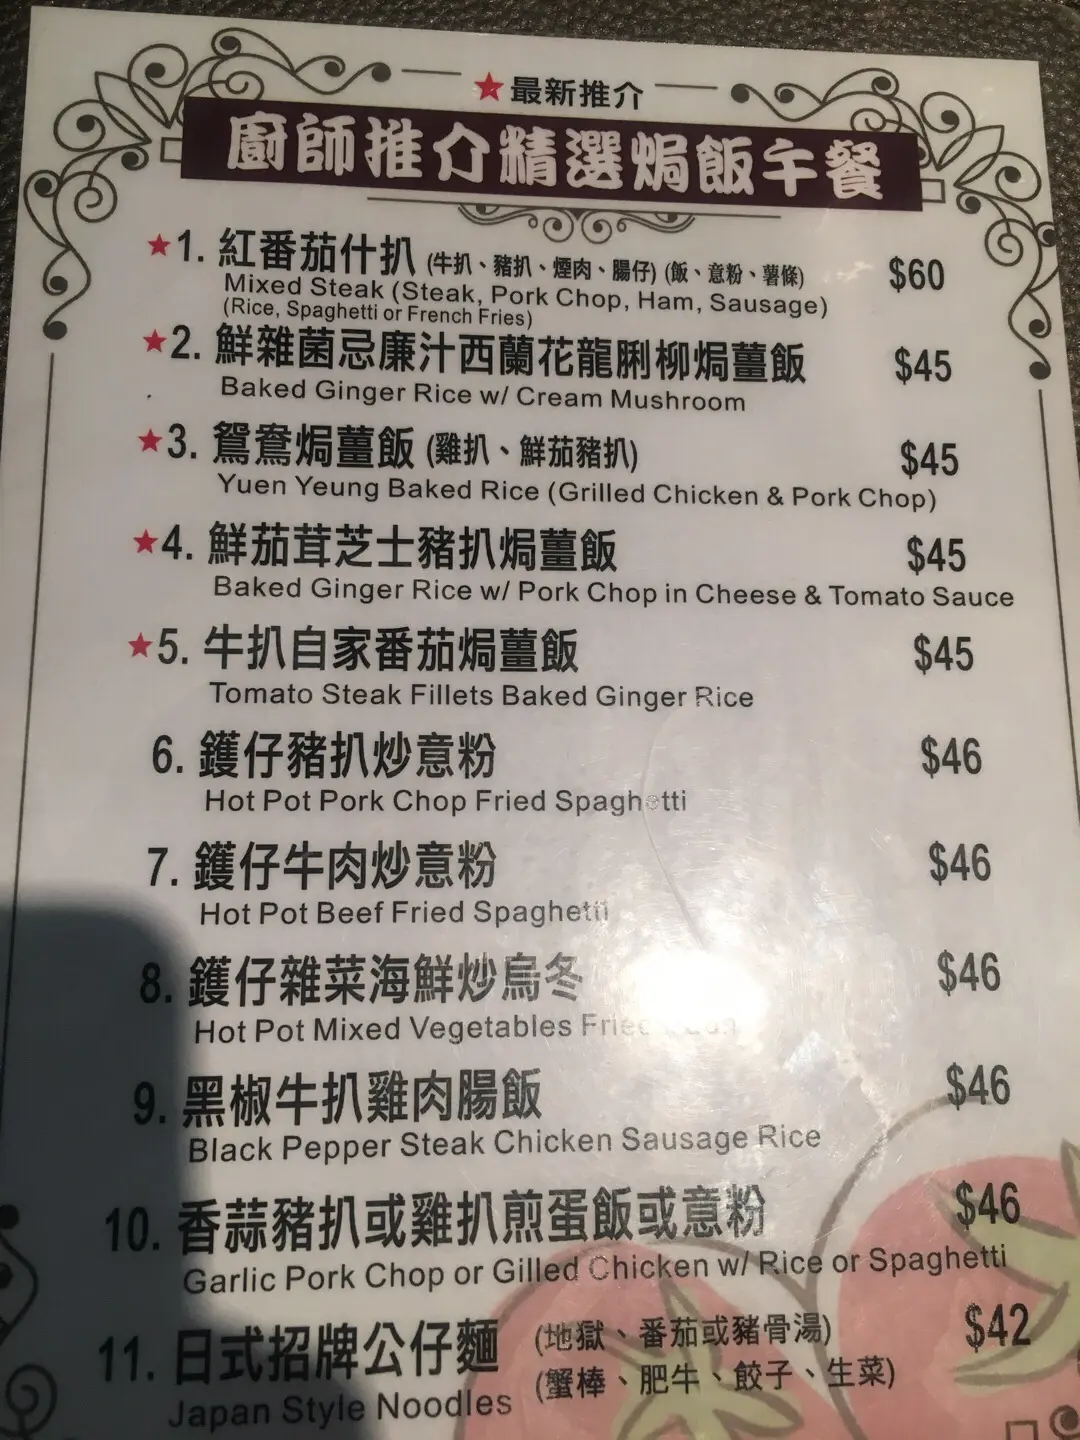 ★最新推介
廚師推介精選焗飯午餐
★1. 紅番茄什扒 (牛扒、豬扒、煙肉、腸仔) (飯、意粉、薯條) $60
Mixed Steak (Steak, Pork Chop, Ham, Sausage)
(Rice, Spaghetti or French Fries)
★2. 鮮雜菌忌廉汁西蘭花龍脷柳焗薑飯 $45
Baked Ginger Rice w/ Cream Mushroom
★3. 鴛鴦焗薑飯 (雞扒、鮮茄豬扒) $45
Yuen Yeung Baked Rice (Grilled Chicken & Pork Chop)
★4. 鮮茄茸芝士豬扒焗薑飯 $45
Baked Ginger Rice w/ Pork Chop in Cheese & Tomato Sauce
★5. 牛扒自家番茄焗薑飯 $45
Tomato Steak Fillets Baked Ginger Rice
6. 鑊仔豬扒炒意粉 $46
Hot Pot Pork Chop Fried Spaghetti
7. 鑊仔牛肉炒意粉 $46
Hot Pot Beef Fried Spaghetti
8. 鑊仔雜菜海鮮炒烏冬 $46
Hot Pot Mixed Vegetables Fried
9. 黑椒牛扒雞肉腸飯 $46
Black Pepper Steak Chicken Sausage Rice
10. 香蒜豬扒或雞扒煎蛋飯或意粉 $46
Garlic Pork Chop or Gilled Chicken w/ Rice or Spaghetti
11. 日式招牌公仔麵 (地獄、番茄或豬骨湯) $42
(蟹棒、肥牛、餃子、生菜)
Japan Style Noodles